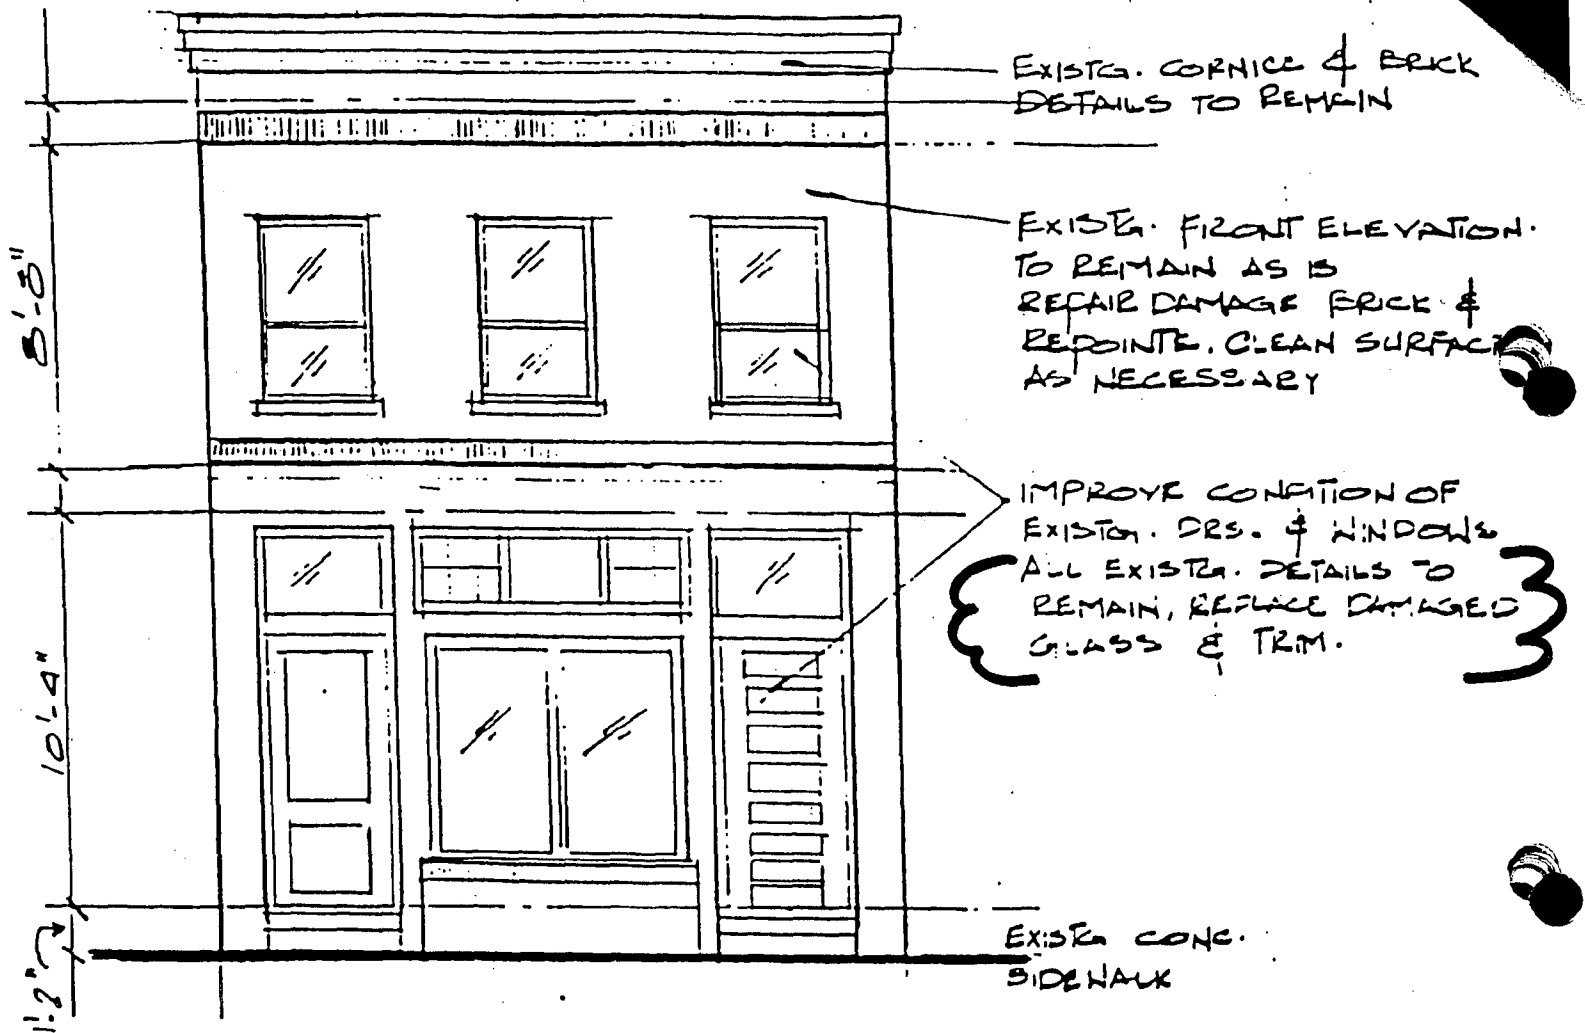 EXISTG. CORNICE & BRICK
DETAILS TO REMAIN
8'-8"
EXISTG. FRONT ELEVATION.
TO REMAIN AS IS
REPAIR DAMAGE BRICK &
REPOINTE. CLEAN SURFACE
AS NECESSARY
IMPROVE CONDITION OF
EXISTG. DRS. & WINDOWS
ALL EXISTG. DETAILS TO
REMAIN, REPLACE DAMAGED
GLASS & TRIM.
10'-4"
EXISTG CONC.
SIDEWALK
1'-2"